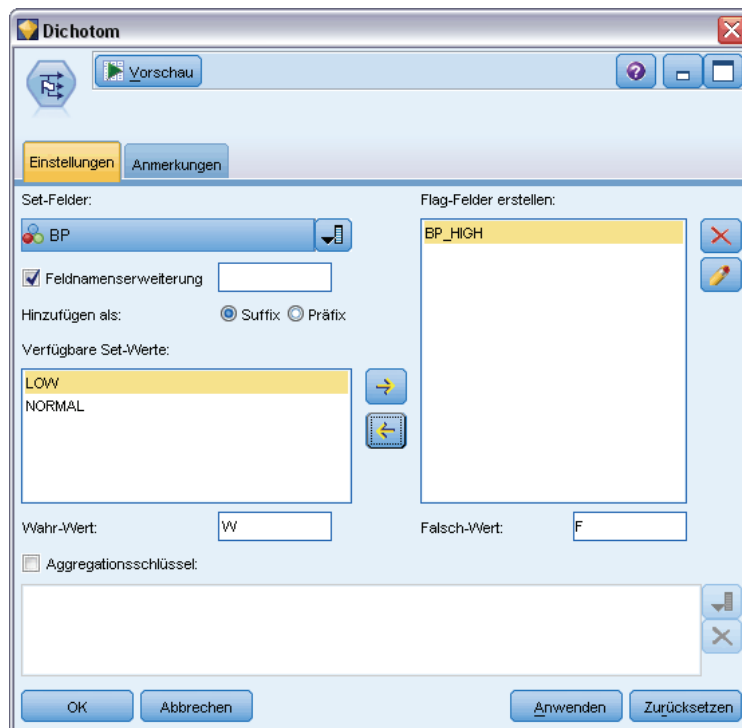 Dichotom
Vorschau
Einstellungen
Anmerkungen
Set-Felder:
BP
Feldnamenserweiterung
Hinzufügen als:
Suffix
Präfix
Verfügbare Set-Werte:
LOW
NORMAL
Flag-Felder erstellen:
BP_HIGH
Wahr-Wert:
W
Falsch-Wert:
F
Aggregationsschlüssel:
OK
Abbrechen
Anwenden
Zurücksetzen